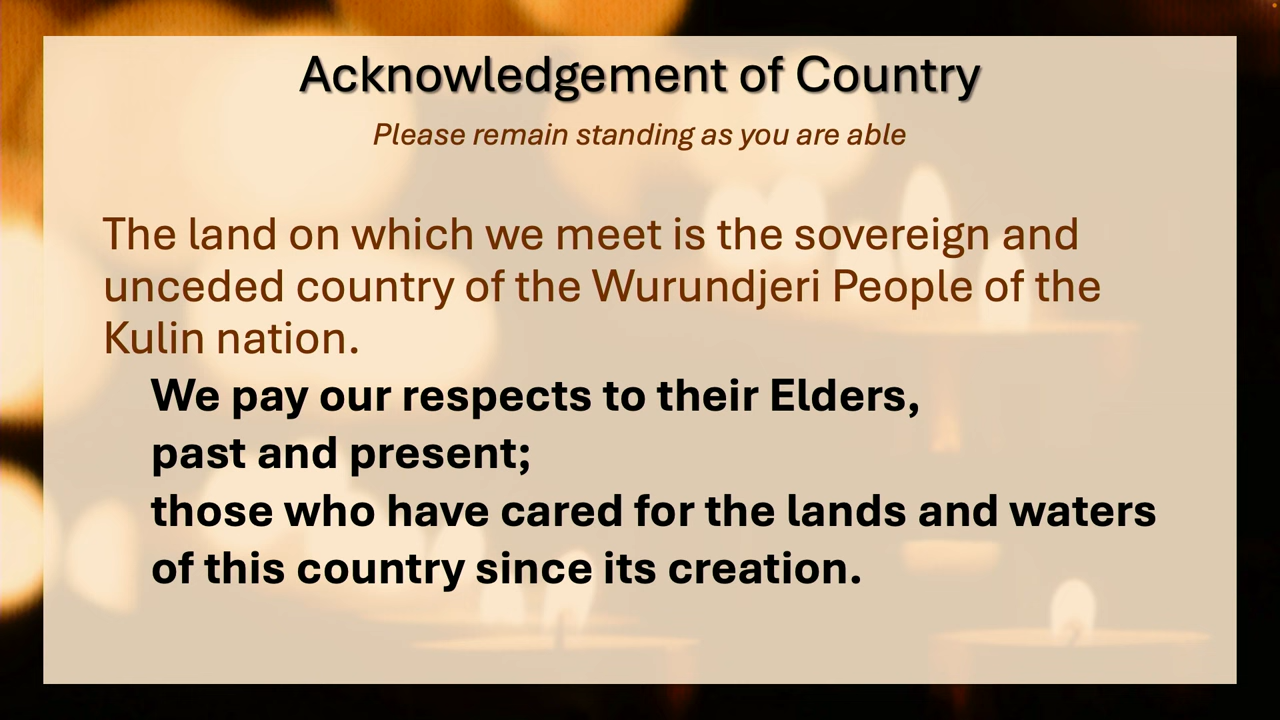 Acknowledgement of Country
Please remain standing as you are able
The land on which we meet is the sovereign and
unceded country of the Wurundjeri People of the
Kulin nation.
We pay our respects to their Elders,
past and present;
those who have cared for the lands and waters
of this country since its creation.